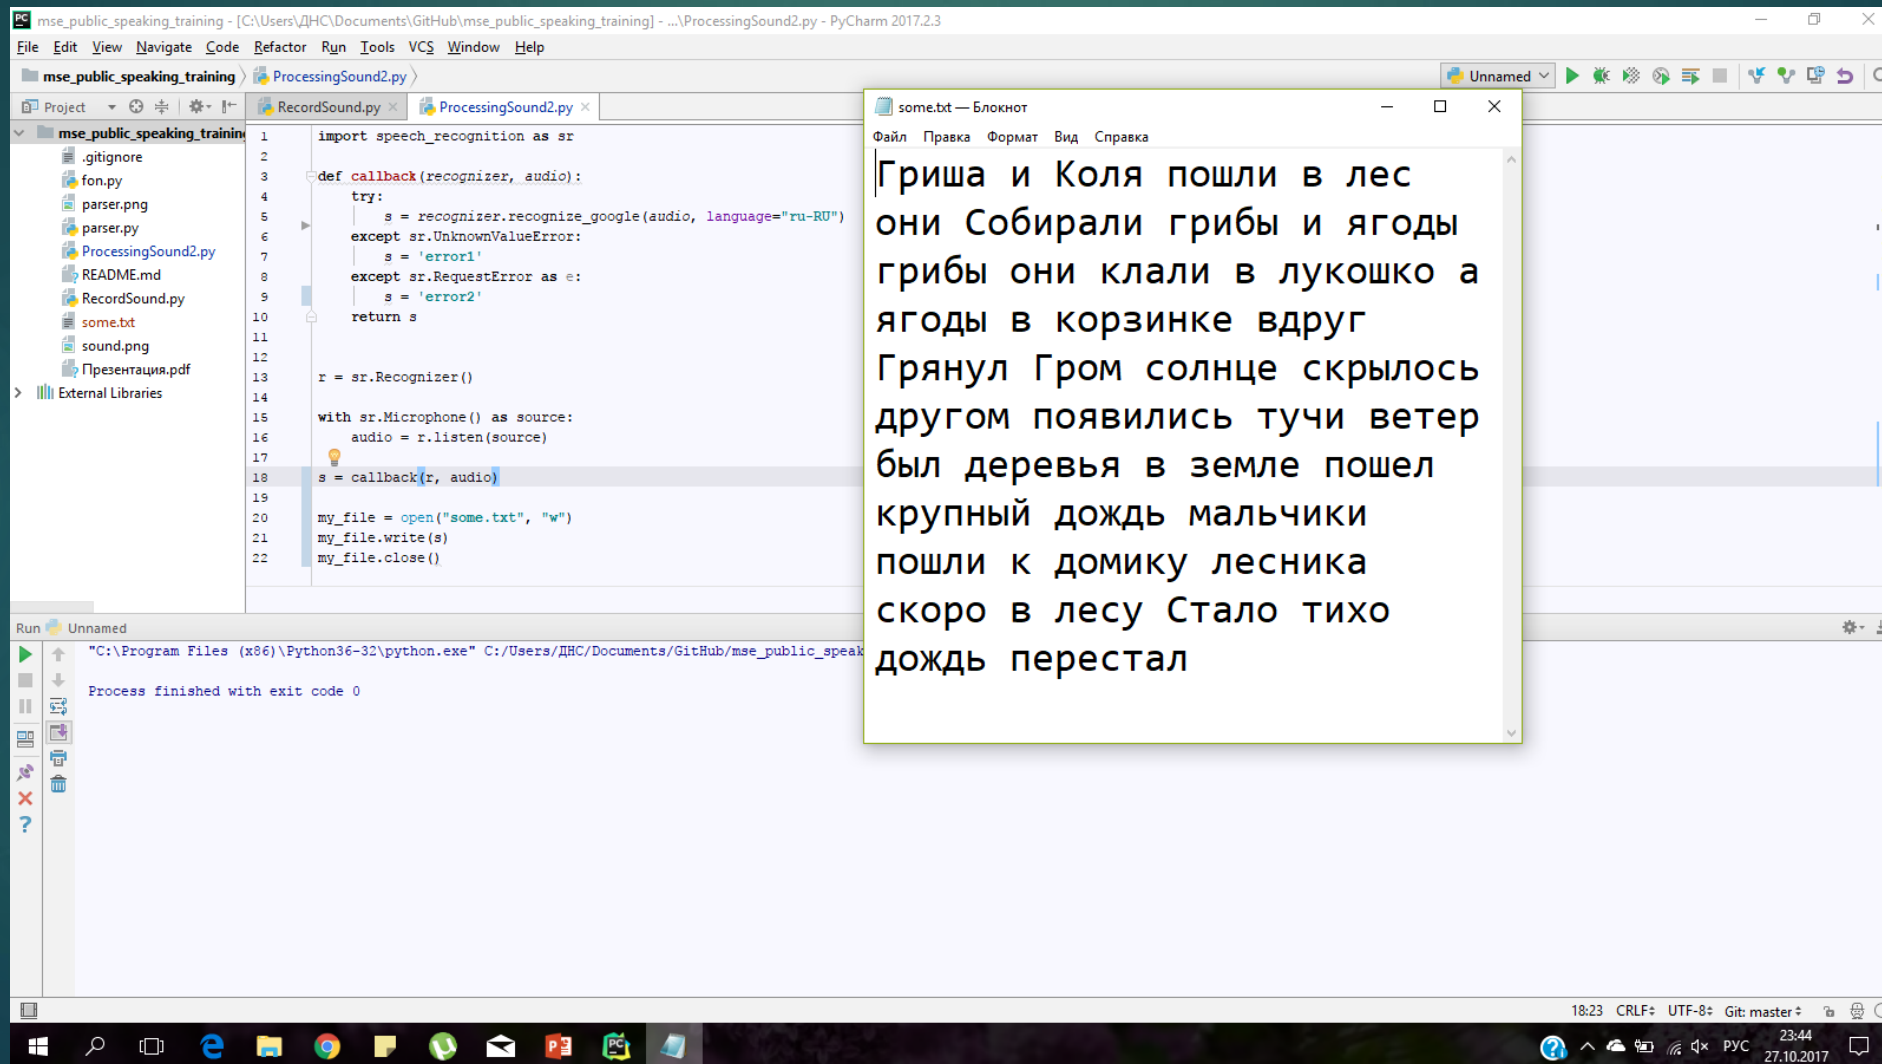 mse_public_speaking_training - [C:\Users\ДНС\Documents\GitHub\mse_public_speaking_training] - ...\ProcessingSound2.py - PyCharm 2017.2.3
File Edit View Navigate Code Refactor Run Tools VCS Window Help
mse_public_speaking_training ProcessingSound2.py
Unnamed
Project
RecordSound.py ProcessingSound2.py
mse_public_speaking_training
.gitignore
fon.py
parser.png
parser.py
ProcessingSound2.py
README.md
RecordSound.py
some.txt
sound.png
Презентация.pdf
External Libraries
1 import speech_recognition as sr
2
3 def callback(recognizer, audio):
4 try:
5 s = recognizer.recognize_google(audio, language="ru-RU")
6 except sr.UnknownValueError:
7 s = 'error1'
8 except sr.RequestError as e:
9 s = 'error2'
10 return s
11
12
13 r = sr.Recognizer()
14
15 with sr.Microphone() as source:
16 audio = r.listen(source)
17
18 s = callback(r, audio)
19
20 my_file = open("some.txt", "w")
21 my_file.write(s)
22 my_file.close()
some.txt — Блокнот
Файл Правка Формат Вид Справка
Гриша и Коля пошли в лес
они Собирали грибы и ягоды
грибы они клали в лукошко а
ягоды в корзинке вдруг
Грянул Гром солнце скрылось
другом появились тучи ветер
был деревья в земле пошел
крупный дождь мальчики
пошли к домику лесника
скоро в лесу Стало тихо
дождь перестал
Run Unnamed
"C:\Program Files (x86)\Python36-32\python.exe" C:/Users/ДНС/Documents/GitHub/mse_public_speak
Process finished with exit code 0
18:23 CRLF UTF-8 Git: master
РУС
23:44
27.10.2017